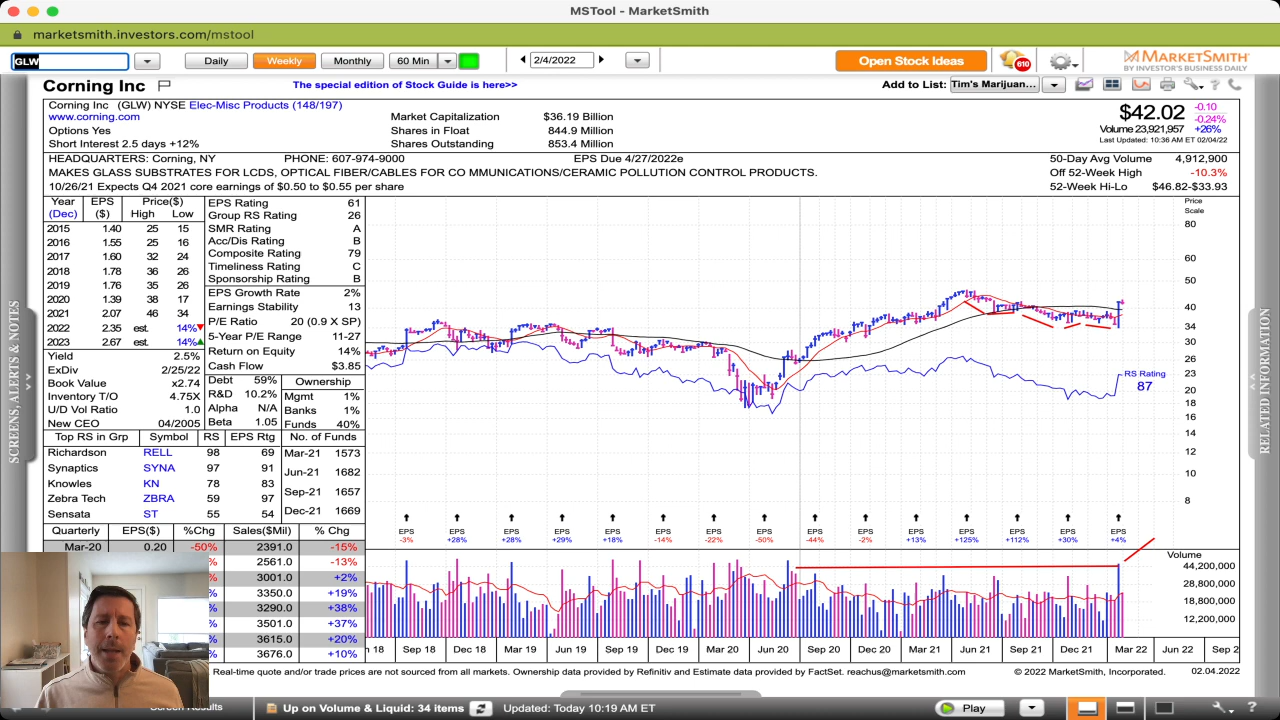 MSTool - MarketSmith
marketsmith.investors.com/mstool
GLW Daily Weekly Monthly 60 Min 2/4/2022 Open Stock Ideas 610 MARKETSMITH
BY INVESTOR'S BUSINESS DAILY
Corning Inc The special edition of Stock Guide is here>> Add to List: Tim's Marijuan...
Corning Inc (GLW) NYSE Elec-Misc Products (148/197)
www.corning.com Market Capitalization $36.19 Billion
Options Yes Shares in Float 844.9 Million
Short Interest 2.5 days +12% Shares Outstanding 853.4 Million
$42.02 -0.10
-0.24%
Volume 23,921,957 +26%
Last Updated: 10:36 AM ET 02/04/22
HEADQUARTERS: Corning, NY PHONE: 607-974-9000 EPS Due 4/27/2022e
MAKES GLASS SUBSTRATES FOR LCDS, OPTICAL FIBER/CABLES FOR CO MMUNICATIONS/CERAMIC POLLUTION CONTROL PRODUCTS.
10/26/21 Expects Q4 2021 core earnings of $0.50 to $0.55 per share
50-Day Avg Volume 4,912,900
Off 52-Week High -10.3%
52-Week Hi-Lo $46.82-$33.93
SCREENS, ALERTS & NOTES
Year EPS Price($)
(Dec) ($) High Low
2015 1.40 25 15
2016 1.55 25 16
2017 1.60 32 24
2018 1.78 36 26
2019 1.76 35 26
2020 1.39 38 17
2021 2.07 46 34
2022 2.35 est. 14%
2023 2.67 est. 14%
Yield 2.5%
ExDiv 2/25/22
Book Value x2.74
Inventory T/O 4.75X
U/D Vol Ratio 1.0
New CEO 04/2005
EPS Rating 61
Group RS Rating 26
SMR Rating A
Acc/Dis Rating B
Composite Rating 79
Timeliness Rating C
Sponsorship Rating B
EPS Growth Rate 2%
Earnings Stability 13
P/E Ratio 20 (0.9 X SP)
5-Year P/E Range 11-27
Return on Equity 14%
Cash Flow $3.85
Debt 59%
R&D 10.2%
Alpha N/A
Beta 1.05
Ownership
Mgmt 1%
Banks 1%
Funds 40%
Top RS in Grp Symbol RS EPS Rtg
Richardson RELL 98 69
Synaptics SYNA 97 91
Knowles KN 78 83
Zebra Tech ZBRA 59 97
Sensata ST 55 54
No. of Funds
Mar-21 1573
Jun-21 1682
Sep-21 1657
Dec-21 1669
Quarterly EPS($) %Chg Sales($Mil) % Chg
Mar-20 0.20 -50% 2391.0 -15%
% 2561.0 -13%
% 3001.0 +2%
% 3350.0 +19%
% 3290.0 +38%
% 3501.0 +37%
% 3615.0 +20%
% 3676.0 +10%
Price
Scale
80
60
50
40
34
30
26
23
20
18
16
14
12
10
8
RS Rating
87
EPS EPS EPS EPS EPS EPS EPS EPS EPS EPS EPS EPS EPS EPS EPS
-3% +28% +28% +29% +18% -14% -22% -50% -44% -2% +13% +125% +112% +30% +4%
Volume
44,200,000
28,800,000
18,800,000
12,200,000
n 18 Sep 18 Dec 18 Mar 19 Jun 19 Sep 19 Dec 19 Mar 20 Jun 20 Sep 20 Dec 20 Mar 21 Jun 21 Sep 21 Dec 21 Mar 22 Jun 22 Sep 2
RELATED INFORMATION
Real-time quote and/or trade prices are not sourced from all markets. Ownership data provided by Refinitiv and Estimate data provided by FactSet. reachus@marketsmith.com © 2022 MarketSmith, Incorporated. 02.04.2022
Screen Results Up on Volume & Liquid: 34 items Updated: Today 10:19 AM ET Play